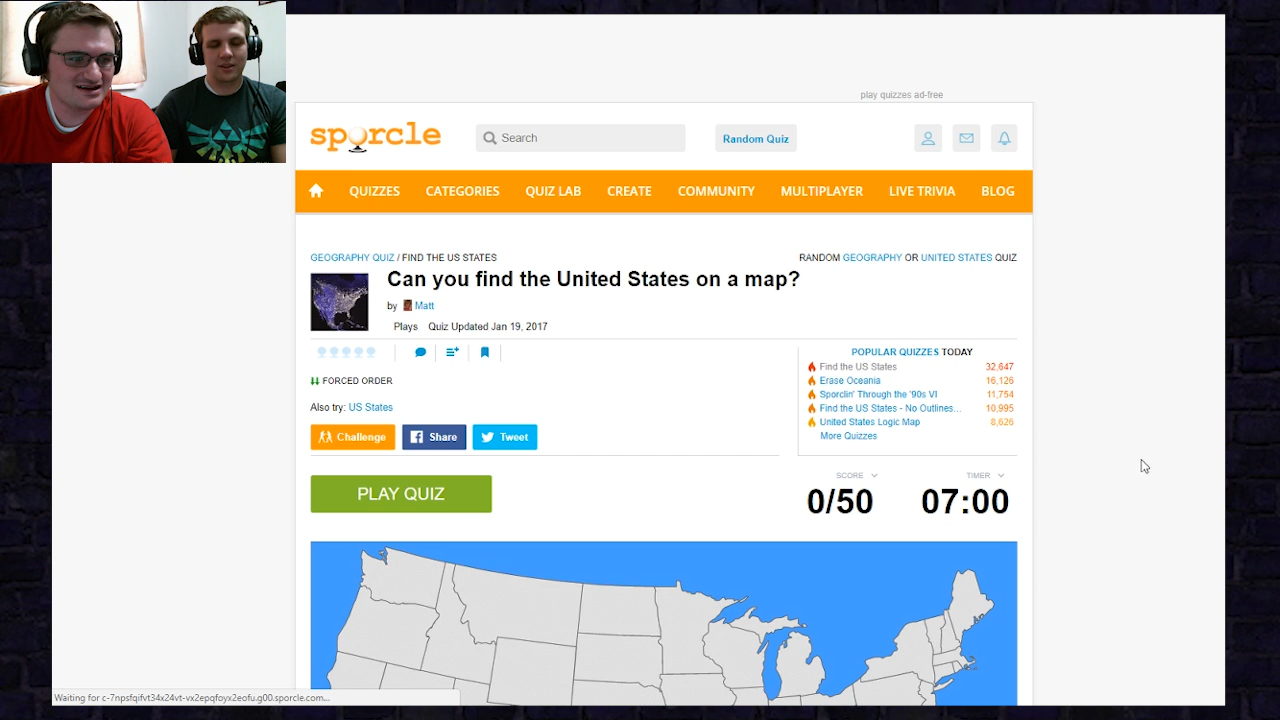 play quizzes ad-free
sporcle
Search
Random Quiz
QUIZZES CATEGORIES QUIZ LAB CREATE COMMUNITY MULTIPLAYER LIVE TRIVIA BLOG
GEOGRAPHY QUIZ / FIND THE US STATES
RANDOM GEOGRAPHY OR UNITED STATES QUIZ
Can you find the United States on a map?
by Matt
Plays Quiz Updated Jan 19, 2017
POPULAR QUIZZES TODAY
Find the US States 32,647
Erase Oceania 16,126
Sporclin' Through the '90s VI 11,754
Find the US States - No Outlines... 10,995
United States Logic Map 8,626
More Quizzes
FORCED ORDER
Also try: US States
Challenge Share Tweet
PLAY QUIZ
SCORE TIMER
0/50 07:00
Waiting for c-7npsfqifvt34x24vt-vx2epqfoyx2eofu.g00.sporcle.com...